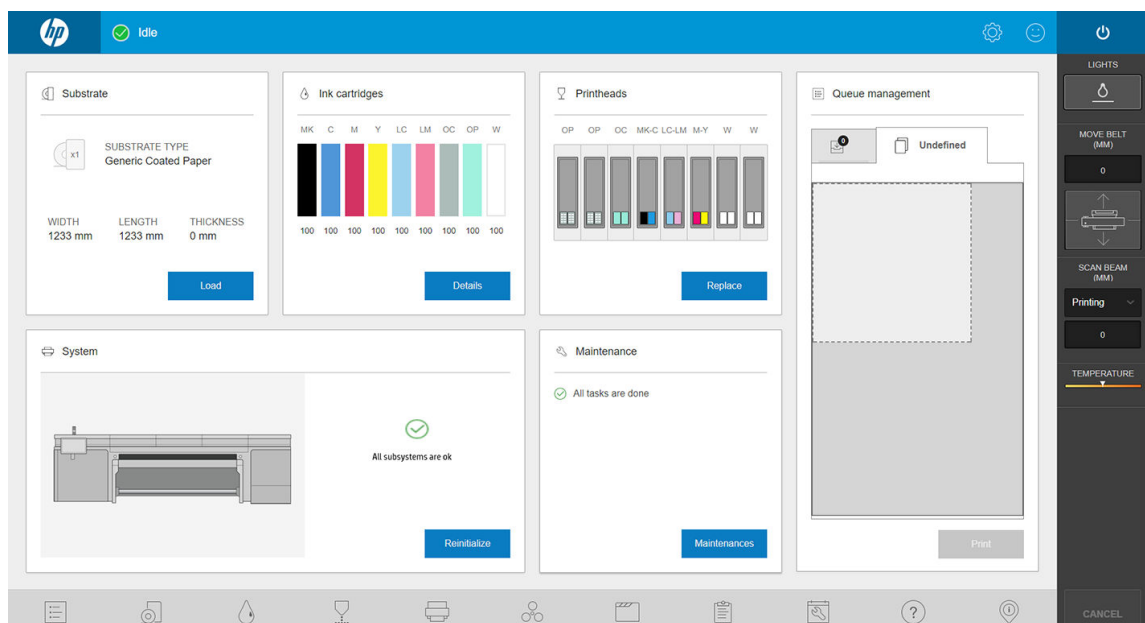 hp
Idle
LIGHTS
Substrate
x1
SUBSTRATE TYPE
Generic Coated Paper
WIDTH LENGTH THICKNESS
1233 mm 1233 mm 0 mm
Load
Ink cartridges
MK C M Y LC LM OC OP W
100 100 100 100 100 100 100 100 100
Details
Printheads
OP OP OC MK-C LC-LM M-Y W W
Replace
Queue management
0
Undefined
Print
System
All subsystems are ok
Reinitialize
Maintenance
All tasks are done
Maintenances
MOVE BELT
(MM)
0
SCAN BEAM
(MM)
Printing
0
TEMPERATURE
?
CANCEL